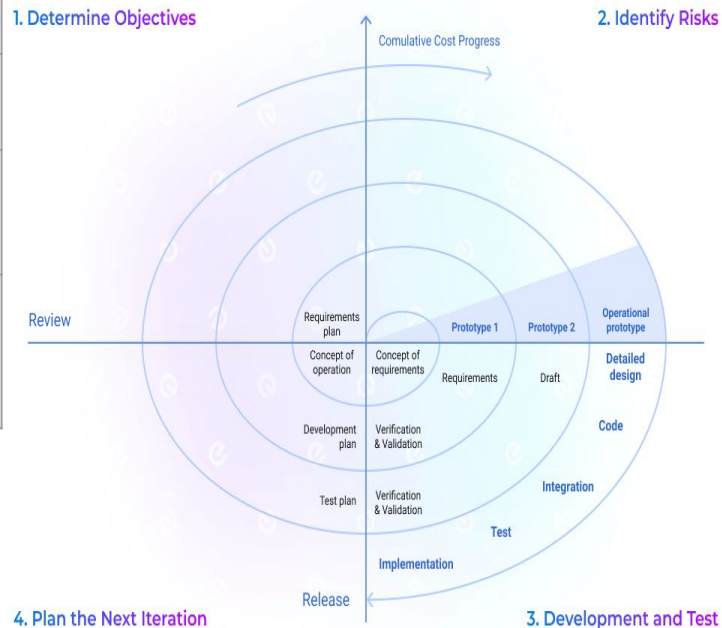 1. Determine Objectives
2. Identify Risks
Comulative Cost Progress
Review
Requirements
plan
Prototype 1
Prototype 2
Operational
prototype
Concept of
operation
Concept of
requirements
Requirements
Draft
Detailed
design
Code
Development
plan
Verification
& Validation
Integration
Test plan
Verification
& Validation
Test
Implementation
Release
4. Plan the Next Iteration
3. Development and Test